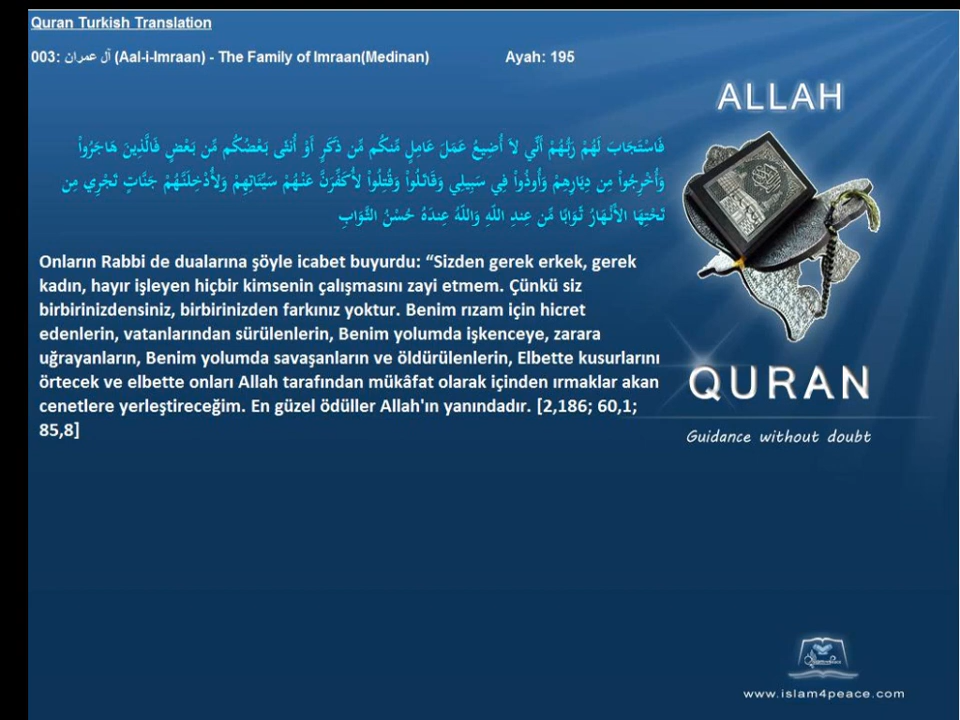 Quran Turkish Translation
003: آل عمران (Aal-i-Imraan) - The Family of Imraan(Medinan) Ayah: 195
ALLAH
فَاسْتَجَابَ لَهُمْ رَبُّهُمْ أَنِّي لاَ أُضِيعُ عَمَلَ عَامِلٍ مِّنكُم مِّن ذَكَرٍ أَوْ أُنثَى بَعْضُكُم مِّن بَعْضٍ فَالَّذِينَ هَاجَرُواْ
وَأُخْرِجُواْ مِن دِيَارِهِمْ وَأُوذُواْ فِي سَبِيلِي وَقَاتَلُواْ وَقُتِلُواْ لأُكَفِّرَنَّ عَنْهُمْ سَيِّئَاتِهِمْ وَلأُدْخِلَنَّهُمْ جَنَّاتٍ تَجْرِي مِن
تَحْتِهَا الأَنْهَارُ ثَوَابًا مِّن عِندِ اللّهِ وَاللّهُ عِندَهُ حُسْنُ الثَّوَابِ
Onların Rabbi de dualarına şöyle icabet buyurdu: “Sizden gerek erkek, gerek
kadın, hayır işleyen hiçbir kimsenin çalışmasını zayi etmem. Çünkü siz
birbirinizdensiniz, birbirinizden farkınız yoktur. Benim rızam için hicret
edenlerin, vatanlarından sürülenlerin, Benim yolumda işkenceye, zarara
uğrayanların, Benim yolumda savaşanların ve öldürülenlerin, Elbette kusurlarını
örtecek ve elbette onları Allah tarafından mükâfat olarak içinden ırmaklar akan
cenetlere yerleştireceğim. En güzel ödüller Allah'ın yanındadır. [2,186; 60,1;
85,8]
QURAN
Guidance without doubt
www.islam4peace.com